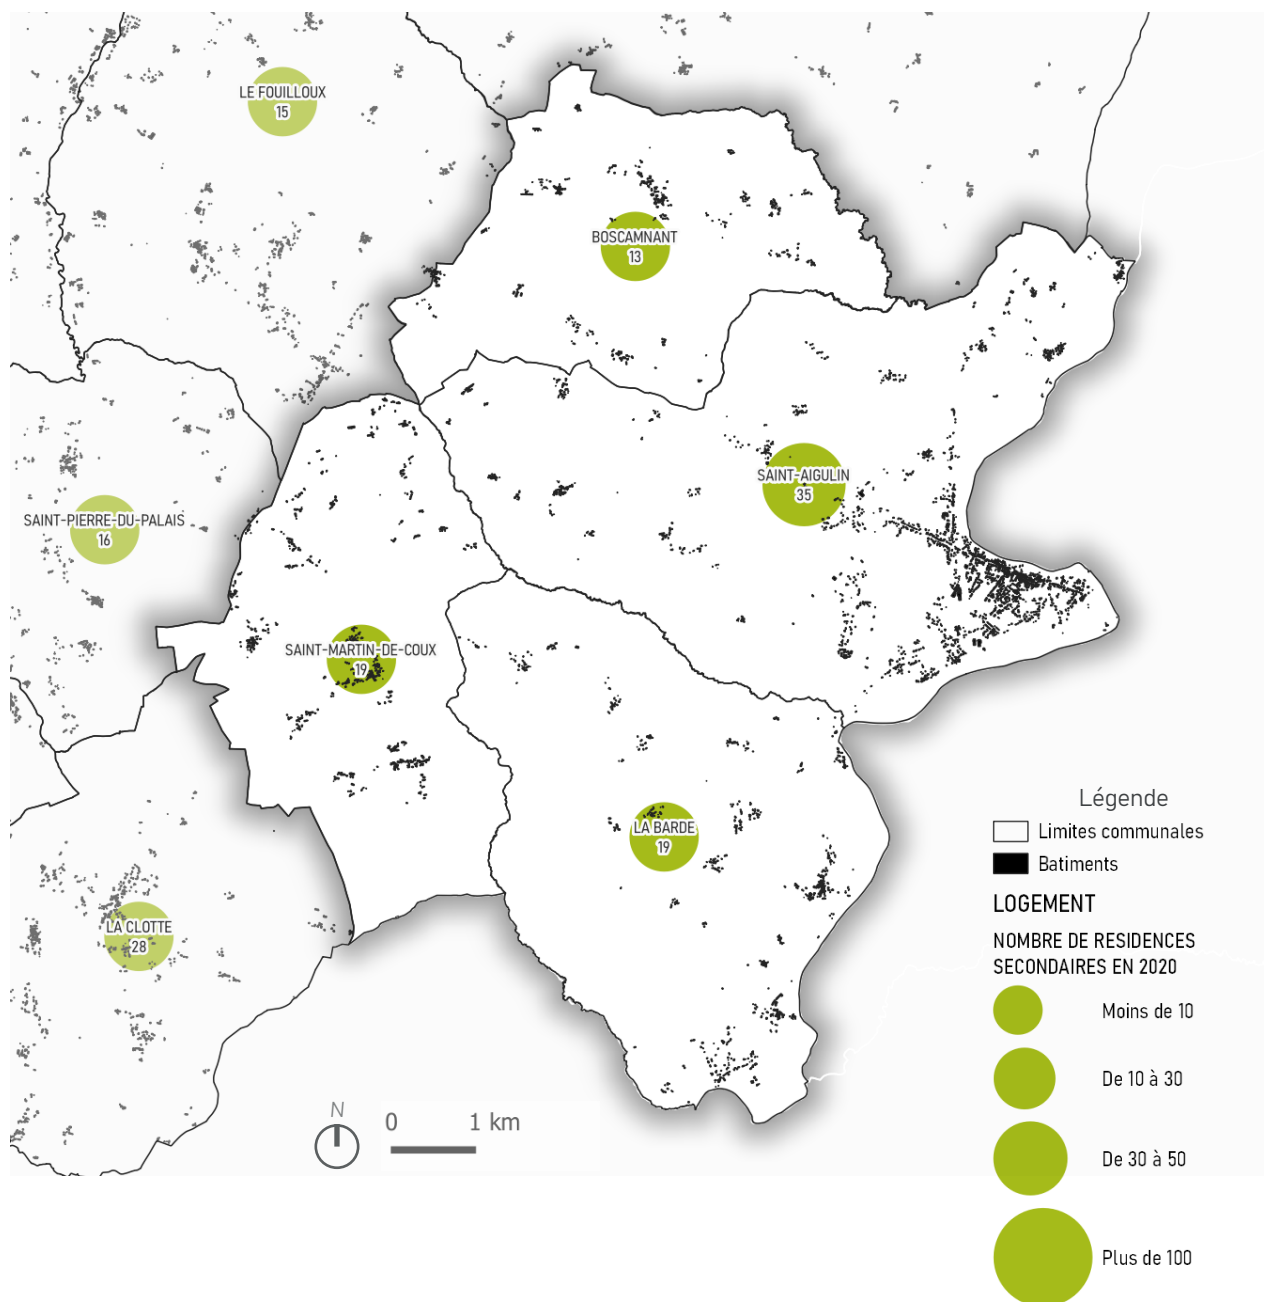 LE FOUILLOUX
15
BOSCAMNANT
13
SAINT-AIGULIN
35
SAINT-PIERRE-DU-PALAIS
16
SAINT-MARTIN-DE-COUX
19
LA BARDE
19
LA CLOTTE
28
N
0 1 km
Légende
Limites communales
Batiments
LOGEMENT
NOMBRE DE RESIDENCES
SECONDAIRES EN 2020
Moins de 10
De 10 à 30
De 30 à 50
Plus de 100